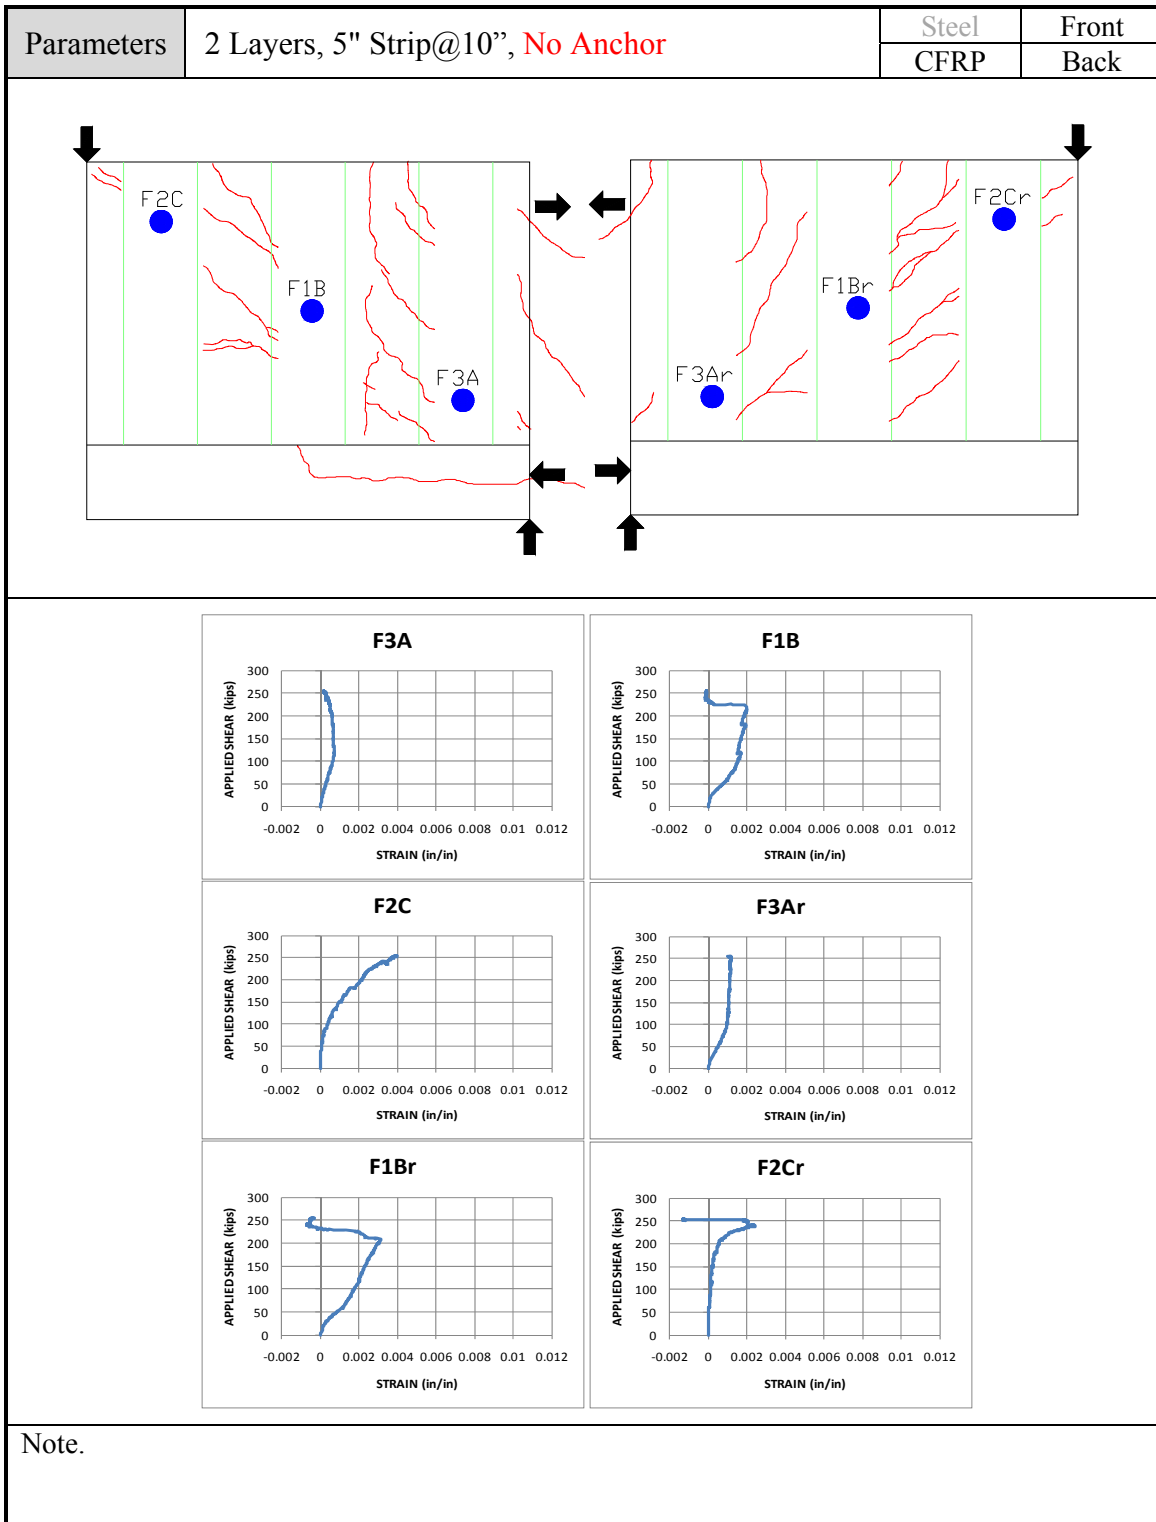 Parameters
2 Layers, 5" Strip@10”, No Anchor
Steel
Front
CFRP
Back
F2C
F1B
F3A
F2Cr
F1Br
F3Ar
F3A
APPLIED SHEAR (kips)
300
250
200
150
100
50
0
-0.002 0 0.002 0.004 0.006 0.008 0.01 0.012
STRAIN (in/in)
F1B
APPLIED SHEAR (kips)
300
250
200
150
100
50
0
-0.002 0 0.002 0.004 0.006 0.008 0.01 0.012
STRAIN (in/in)
F2C
APPLIED SHEAR (kips)
300
250
200
150
100
50
0
-0.002 0 0.002 0.004 0.006 0.008 0.01 0.012
STRAIN (in/in)
F3Ar
APPLIED SHEAR (kips)
300
250
200
150
100
50
0
-0.002 0 0.002 0.004 0.006 0.008 0.01 0.012
STRAIN (in/in)
F1Br
APPLIED SHEAR (kips)
300
250
200
150
100
50
0
-0.002 0 0.002 0.004 0.006 0.008 0.01 0.012
STRAIN (in/in)
F2Cr
APPLIED SHEAR (kips)
300
250
200
150
100
50
0
-0.002 0 0.002 0.004 0.006 0.008 0.01 0.012
STRAIN (in/in)
Note.